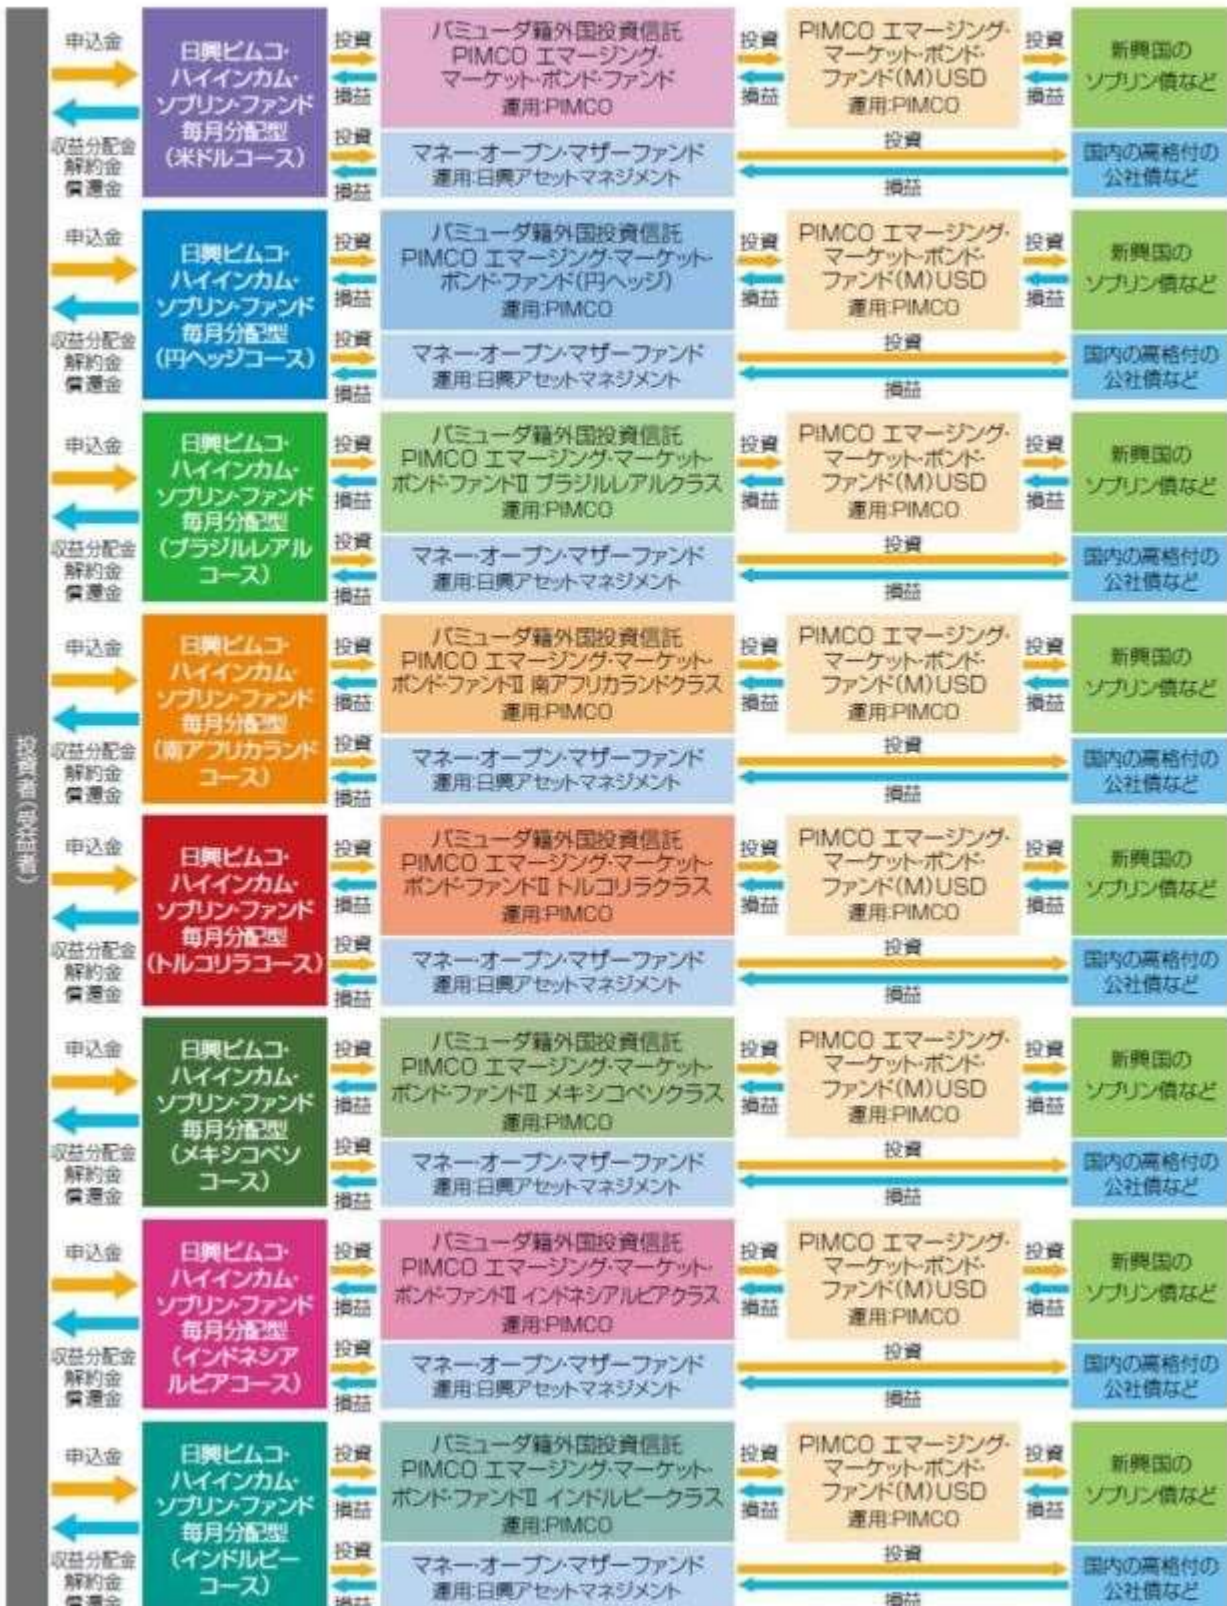 投資者(受益者)
申込金
収益分配金
解約金
償還金
日興ピムコ・
ハイインカム・
ソブリン・ファンド
毎月分配型
(米ドルコース)
投資
損益
投資
損益
バミューダ籍外国投資信託
PIMCO エマージング・
マーケット・ボンド・ファンド
運用:PIMCO
マネー・オープン・マザーファンド
運用:日興アセットマネジメント
投資
損益
PIMCO エマージング・
マーケット・ボンド・
ファンド(M)USD
運用:PIMCO
投資
損益
投資
損益
新興国の
ソブリン債など
国内の高格付の
公社債など
申込金
収益分配金
解約金
償還金
日興ピムコ・
ハイインカム・
ソブリン・ファンド
毎月分配型
(円ヘッジコース)
投資
損益
投資
損益
バミューダ籍外国投資信託
PIMCO エマージング・マーケット・
ボンド・ファンド(円ヘッジ)
運用:PIMCO
マネー・オープン・マザーファンド
運用:日興アセットマネジメント
投資
損益
PIMCO エマージング・
マーケット・ボンド・
ファンド(M)USD
運用:PIMCO
投資
損益
投資
損益
新興国の
ソブリン債など
国内の高格付の
公社債など
申込金
収益分配金
解約金
償還金
日興ピムコ・
ハイインカム・
ソブリン・ファンド
毎月分配型
(ブラジルレアル
コース)
投資
損益
投資
損益
バミューダ籍外国投資信託
PIMCO エマージング・マーケット・
ボンド・ファンドⅡ ブラジルレアルクラス
運用:PIMCO
マネー・オープン・マザーファンド
運用:日興アセットマネジメント
投資
損益
PIMCO エマージング・
マーケット・ボンド・
ファンド(M)USD
運用:PIMCO
投資
損益
投資
損益
新興国の
ソブリン債など
国内の高格付の
公社債など
申込金
収益分配金
解約金
償還金
日興ピムコ・
ハイインカム・
ソブリン・ファンド
毎月分配型
(南アフリカランド
コース)
投資
損益
投資
損益
バミューダ籍外国投資信託
PIMCO エマージング・マーケット・
ボンド・ファンドⅡ 南アフリカランドクラス
運用:PIMCO
マネー・オープン・マザーファンド
運用:日興アセットマネジメント
投資
損益
PIMCO エマージング・
マーケット・ボンド・
ファンド(M)USD
運用:PIMCO
投資
損益
投資
損益
新興国の
ソブリン債など
国内の高格付の
公社債など
申込金
収益分配金
解約金
償還金
日興ピムコ・
ハイインカム・
ソブリン・ファンド
毎月分配型
(トルコリラコース)
投資
損益
投資
損益
バミューダ籍外国投資信託
PIMCO エマージング・マーケット・
ボンド・ファンドⅡ トルコリラクラス
運用:PIMCO
マネー・オープン・マザーファンド
運用:日興アセットマネジメント
投資
損益
PIMCO エマージング・
マーケット・ボンド・
ファンド(M)USD
運用:PIMCO
投資
損益
投資
損益
新興国の
ソブリン債など
国内の高格付の
公社債など
申込金
収益分配金
解約金
償還金
日興ピムコ・
ハイインカム・
ソブリン・ファンド
毎月分配型
(メキシコペソ
コース)
投資
損益
投資
損益
バミューダ籍外国投資信託
PIMCO エマージング・マーケット・
ボンド・ファンドⅡ メキシコペソクラス
運用:PIMCO
マネー・オープン・マザーファンド
運用:日興アセットマネジメント
投資
損益
PIMCO エマージング・
マーケット・ボンド・
ファンド(M)USD
運用:PIMCO
投資
損益
投資
損益
新興国の
ソブリン債など
国内の高格付の
公社債など
申込金
収益分配金
解約金
償還金
日興ピムコ・
ハイインカム・
ソブリン・ファンド
毎月分配型
(インドネシア
ルピアコース)
投資
損益
投資
損益
バミューダ籍外国投資信託
PIMCO エマージング・マーケット・
ボンド・ファンドⅡ インドネシアルピアクラス
運用:PIMCO
マネー・オープン・マザーファンド
運用:日興アセットマネジメント
投資
損益
PIMCO エマージング・
マーケット・ボンド・
ファンド(M)USD
運用:PIMCO
投資
損益
投資
損益
新興国の
ソブリン債など
国内の高格付の
公社債など
申込金
収益分配金
解約金
償還金
日興ピムコ・
ハイインカム・
ソブリン・ファンド
毎月分配型
(インドルピー
コース)
投資
損益
投資
損益
バミューダ籍外国投資信託
PIMCO エマージング・マーケット・
ボンド・ファンドⅡ インドルピークラス
運用:PIMCO
マネー・オープン・マザーファンド
運用:日興アセットマネジメント
投資
損益
PIMCO エマージング・
マーケット・ボンド・
ファンド(M)USD
運用:PIMCO
投資
損益
投資
損益
新興国の
ソブリン債など
国内の高格付の
公社債など